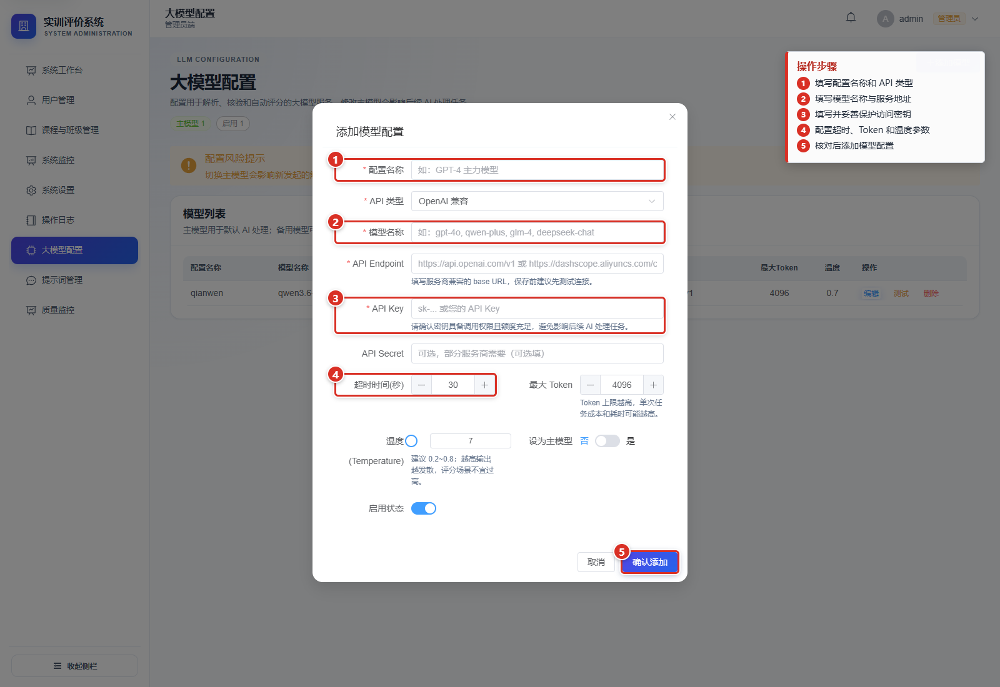 实训评价系统
SYSTEM ADMINISTRATION
系统工作台
用户管理
课程与班级管理
系统监控
系统设置
操作日志
大模型配置
提示词管理
质量监控
收起侧栏
大模型配置
管理员端
A admin 管理员
LLM CONFIGURATION
大模型配置
配置用于解析、核验和自动评分的大模型服务，修改主模型会影响后续 AI 处理任务
主模型 1 启用 1
配置风险提示
切换主模型会影响新发起的
模型列表
主模型用于默认 AI 处理；备用模型
配置名称 模型名称 最大Token 温度 操作
qianwen qwen3.6- 4096 0.7 编辑 测试 删除
操作步骤
1 填写配置名称和 API 类型
2 填写模型名称与服务地址
3 填写并妥善保护访问密钥
4 配置超时、Token 和温度参数
5 核对后添加模型配置
添加模型配置
1
* 配置名称 如：GPT-4 主力模型
* API 类型 OpenAI 兼容
2
* 模型名称 如：gpt-4o, qwen-plus, glm-4, deepseek-chat
* API Endpoint https://api.openai.com/v1 或 https://dashscope.aliyuncs.com/c
填写服务商兼容的 base URL，保存前建议先测试连接。
3
* API Key sk-... 或您的 API Key
请确认密钥具备调用权限且额度充足，避免影响后续 AI 处理任务。
API Secret 可选，部分服务商需要（可选填）
4
超时时间(秒) 30 最大 Token 4096
Token 上限越高，单次任
务成本和耗时可能越高。
温度 7 设为主模型 否 是
(Temperature) 建议 0.2~0.8；越高输出
越发散，评分场景不宜过
高。
启用状态
5
取消 确认添加